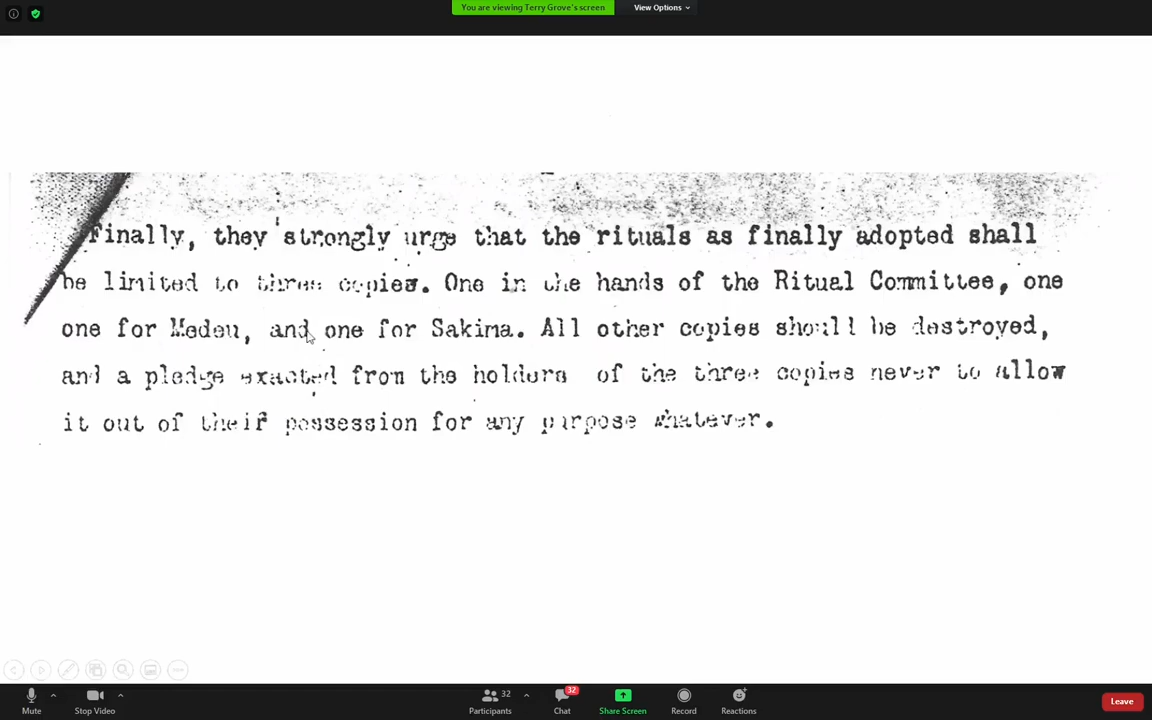 You are viewing Terry Grove's screen
View Options
Finally, they strongly urge that the rituals as finally adopted shall
be limited to three copies. One in the hands of the Ritual Committee, one
one for Medeu, and one for Sakima. All other copies should be destroyed,
and a pledge exacted from the holders of the three copies never to allow
it out of their possession for any purpose whatever.
Mute
Stop Video
Participants
32
Chat
32
Share Screen
Record
Reactions
Leave